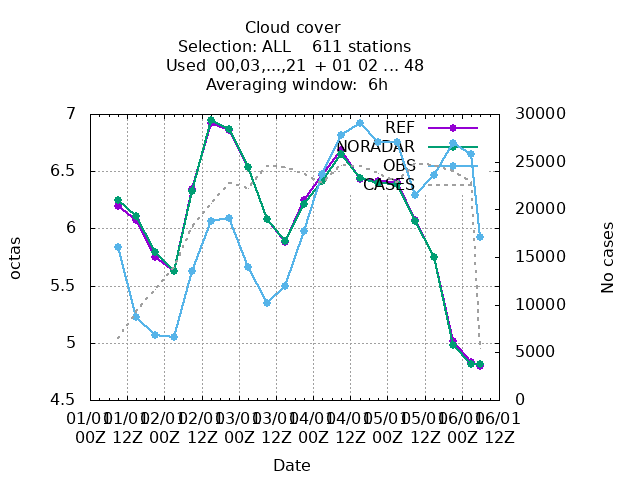 Cloud cover
Selection: ALL    611 stations
Used  00,03,...,21  + 01 02 ... 48
Averaging window:  6h
REF
NORADAR
OBS
CASES
7
6.5
6
5.5
5
4.5
octas
30000
25000
20000
15000
10000
5000
0
No cases
01/01 01/01 02/01 02/01 03/01 03/01 04/01 04/01 05/01 05/01 06/01 06/01
00Z 12Z 00Z 12Z 00Z 12Z 00Z 12Z 00Z 12Z 00Z 12Z
Date